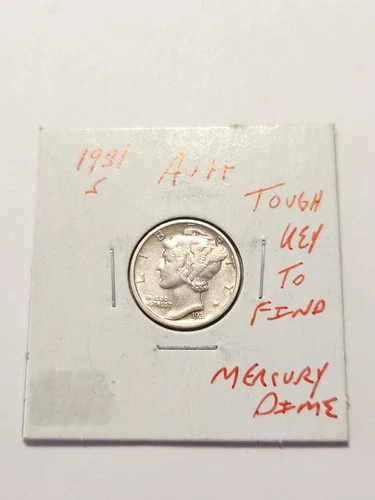 1931 AU++
S
TOUGH
KEY
TO
FIND
MERCURY
DIME
LIBERTY
IN GOD
WE TRUST